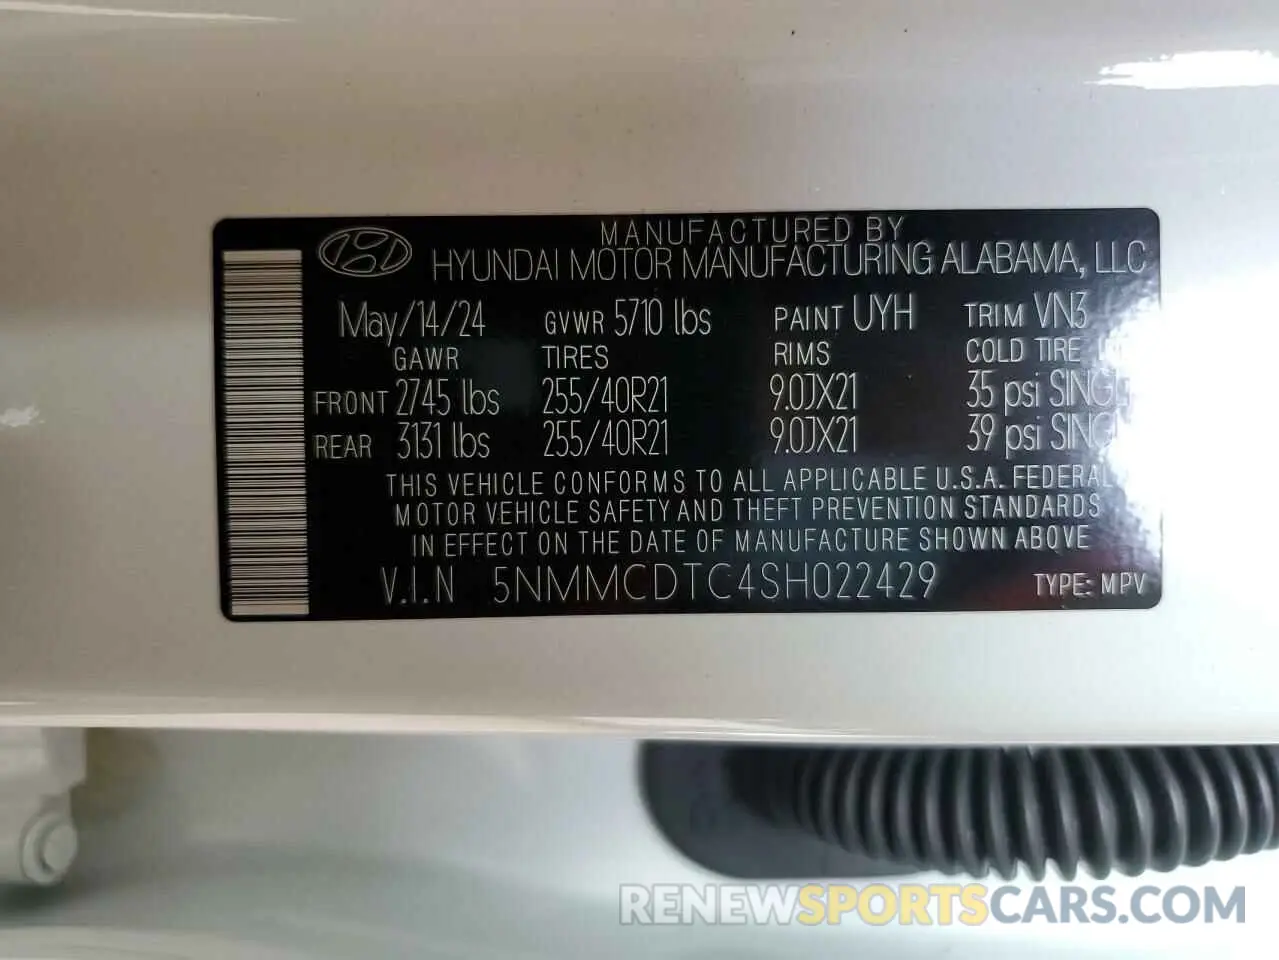 MANUFACTURED BY
HYUNDAI MOTOR MANUFACTURING ALABAMA, LLC
May/14/24 GVWR 5710 lbs PAINT UYH TRIM VN3
GAWR TIRES RIMS COLD TIRE
FRONT 2745 lbs 255/40R21 9.0JX21 35 psi
REAR 3131 lbs 255/40R21 9.0JX21 39 psi
THIS VEHICLE CONFORMS TO ALL APPLICABLE U.S.A. FEDERAL
MOTOR VEHICLE SAFETY AND THEFT PREVENTION STANDARDS
IN EFFECT ON THE DATE OF MANUFACTURE SHOWN ABOVE
V.I.N 5NMMCDTC4SH022429 TYPE: MPV
RENEWSPORTSCARS.COM